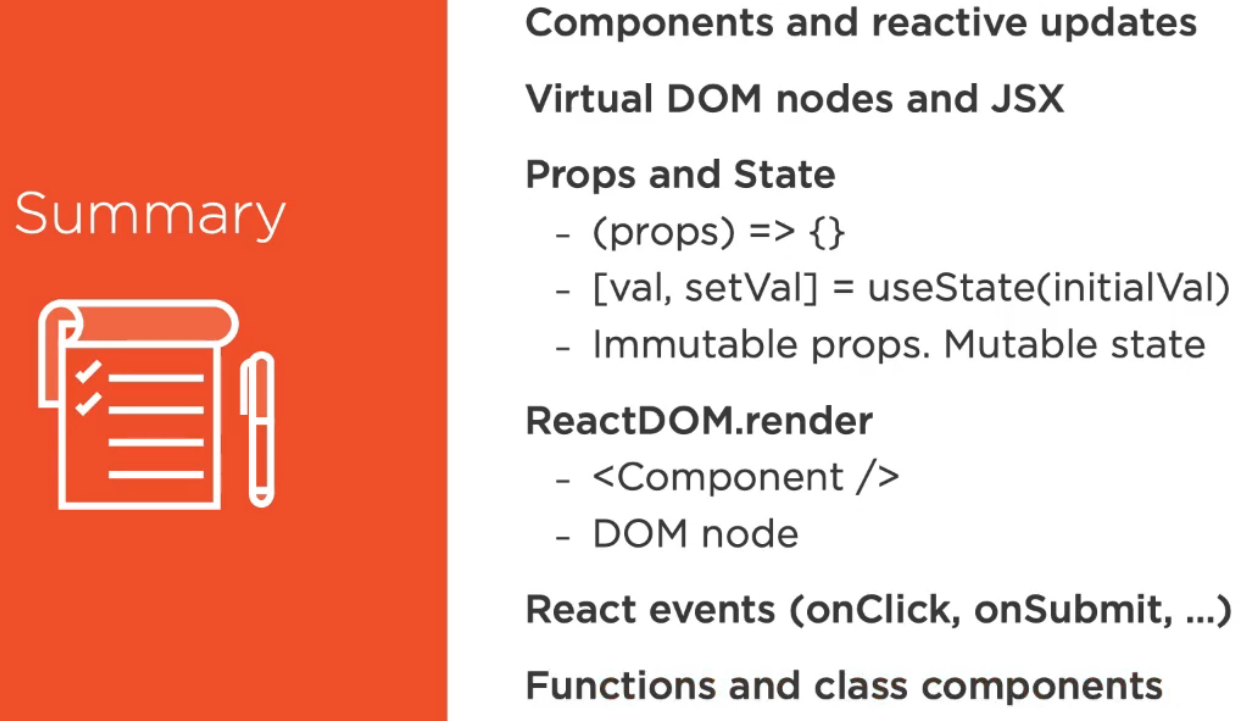 Summary
Components and reactive updates
Virtual DOM nodes and JSX
Props and State
- (props) => {}
- [val, setVal] = useState(initialVal)
- Immutable props. Mutable state
ReactDOM.render
- <Component />
- DOM node
React events (onClick, onSubmit, ...)
Functions and class components